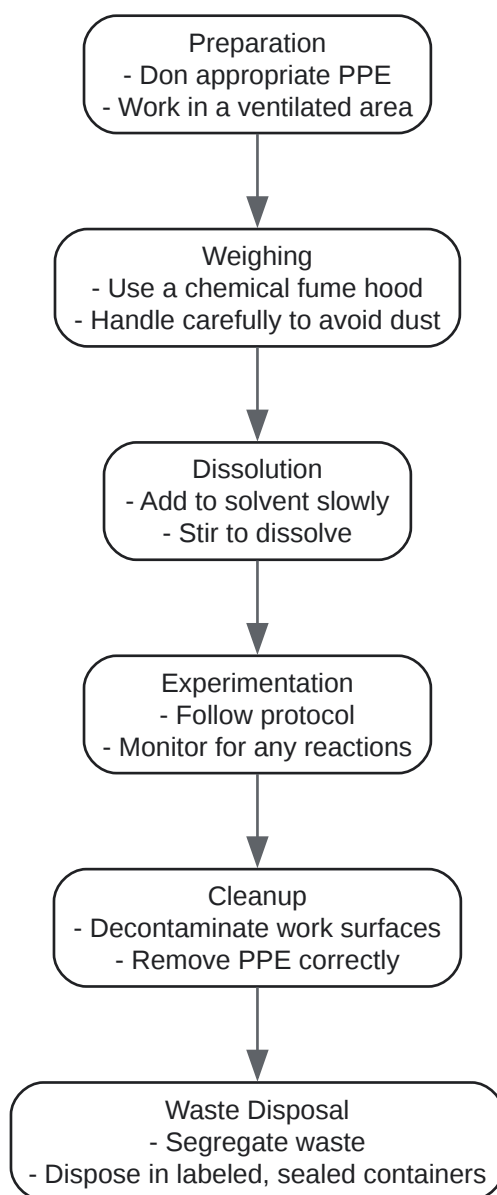 Preparation
- Don appropriate PPE
- Work in a ventilated area
Weighing
- Use a chemical fume hood
- Handle carefully to avoid dust
Dissolution
- Add to solvent slowly
- Stir to dissolve
Experimentation
- Follow protocol
- Monitor for any reactions
Cleanup
- Decontaminate work surfaces
- Remove PPE correctly
Waste Disposal
- Segregate waste
- Dispose in labeled, sealed containers